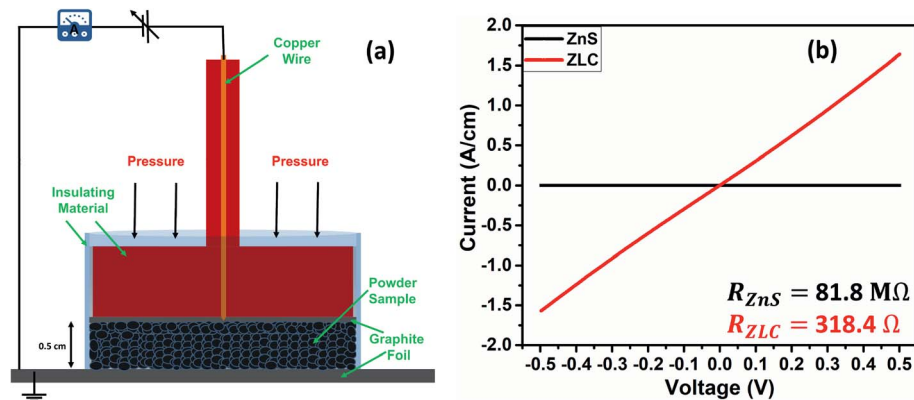 A
(a)
Copper
Wire
Pressure
Pressure
Insulating
Material
Powder
Sample
Graphite
Foil
0.5 cm
(b)
ZnS
ZLC
Current (A/cm)
2.0
1.5
1.0
0.5
0.0
-0.5
-1.0
-1.5
-2.0
R_ZnS = 81.8 MΩ
R_ZLC = 318.4 Ω
-0.5 -0.4 -0.3 -0.2 -0.1 0.0 0.1 0.2 0.3 0.4 0.5
Voltage (V)